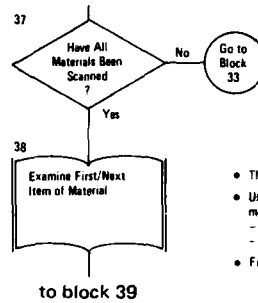 37
Have All
Materials Been
Scanned
?
No
Go to
Block
33
Yes
38
Examine First/Next
Item of Material
to block 39